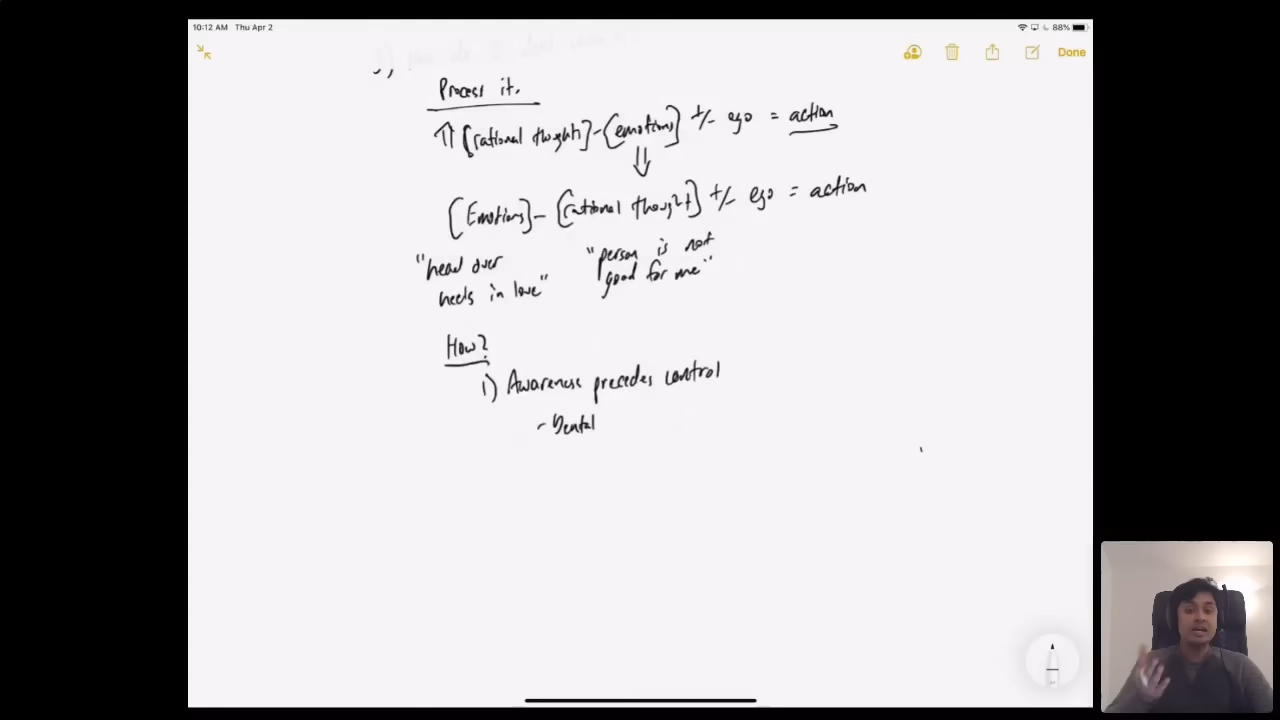 10:12 AM Thu Apr 2
88%
Done
Process it.
⇑ [rational thought] - [emotions] +/- ego = action
⇓
[Emotions] - [rational thought] +/- ego = action
"head over
heels in love"
"person is not
good for me"
How?
1) Awareness precedes control
- Dental